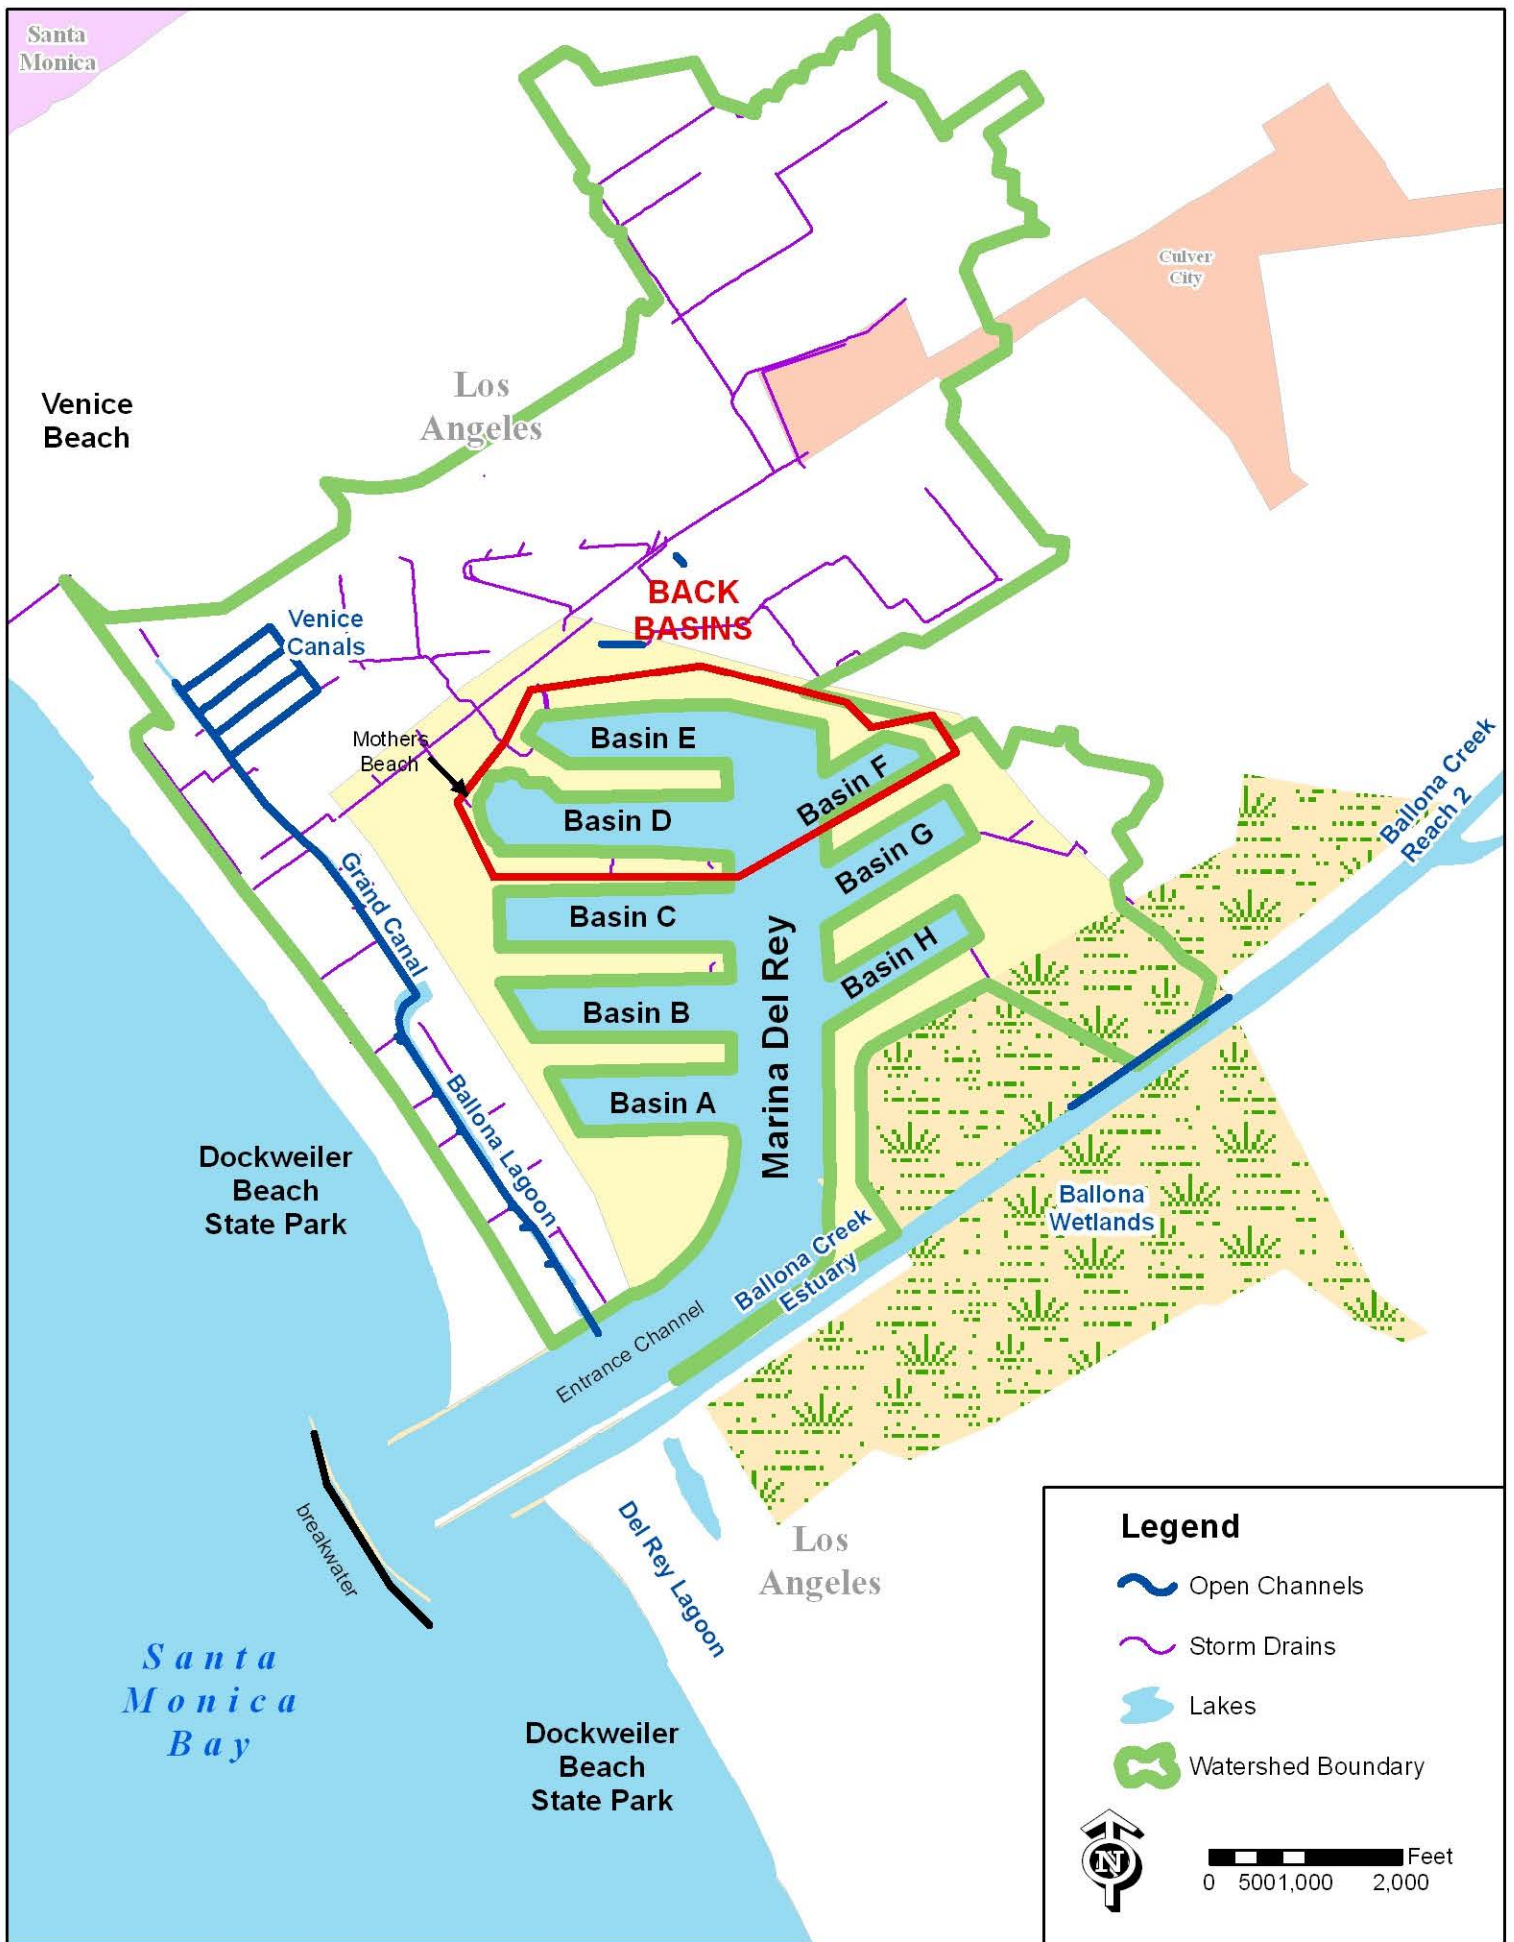 Santa
Monica
Culver
City
Los
Angeles
Venice
Beach
BACK
BASINS
Venice
Canals
Mothers
Beach
Basin E
Basin F
Basin D
Basin G
Basin C
Basin H
Basin B
Basin A
Marina Del Rey
Grand Canal
Ballona Lagoon
Ballona Creek
Reach 2
Dockweiler
Beach
State Park
Ballona
Wetlands
Ballona Creek
Estuary
Entrance Channel
breakwater
Del Rey Lagoon
Los
Angeles
Santa
Monica
Bay
Dockweiler
Beach
State Park
Legend
Open Channels
Storm Drains
Lakes
Watershed Boundary
N
Feet
0 500 1,000 2,000